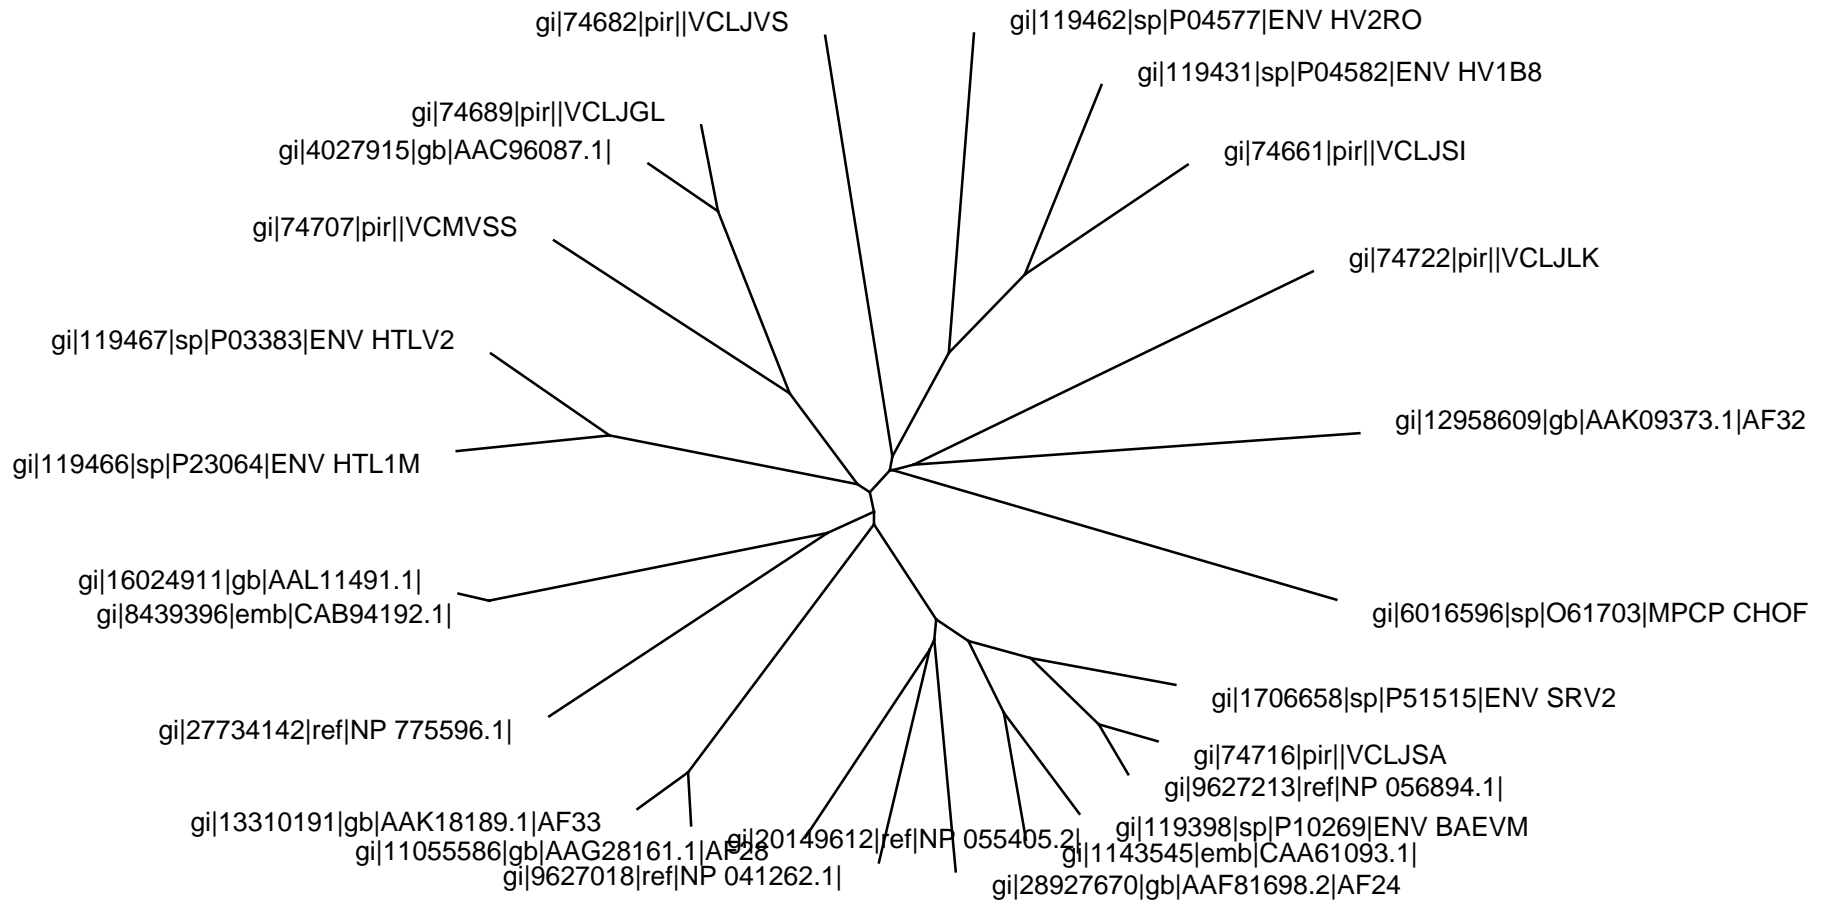 gi|74682|pir||VCLJVS
gi|119462|sp|P04577|ENV HV2RO
gi|119431|sp|P04582|ENV HV1B8
gi|74689|pir||VCLJGL
gi|4027915|gb|AAC96087.1|
gi|74661|pir||VCLJSI
gi|74707|pir||VCMVSS
gi|74722|pir||VCLJLK
gi|119467|sp|P03383|ENV HTLV2
gi|12958609|gb|AAK09373.1|AF32
gi|119466|sp|P23064|ENV HTL1M
gi|16024911|gb|AAL11491.1|
gi|8439396|emb|CAB94192.1|
gi|6016596|sp|O61703|MPCP CHOF
gi|1706658|sp|P51515|ENV SRV2
gi|27734142|ref|NP 775596.1|
gi|74716|pir||VCLJSA
gi|9627213|ref|NP 056894.1|
gi|13310191|gb|AAK18189.1|AF33
gi|119398|sp|P10269|ENV BAEVM
gi|20149612|ref|NP 055405.2|
gi|11055586|gb|AAG28161.1|AF28
gi|1143545|emb|CAA61093.1|
gi|9627018|ref|NP 041262.1|
gi|28927670|gb|AAF81698.2|AF24